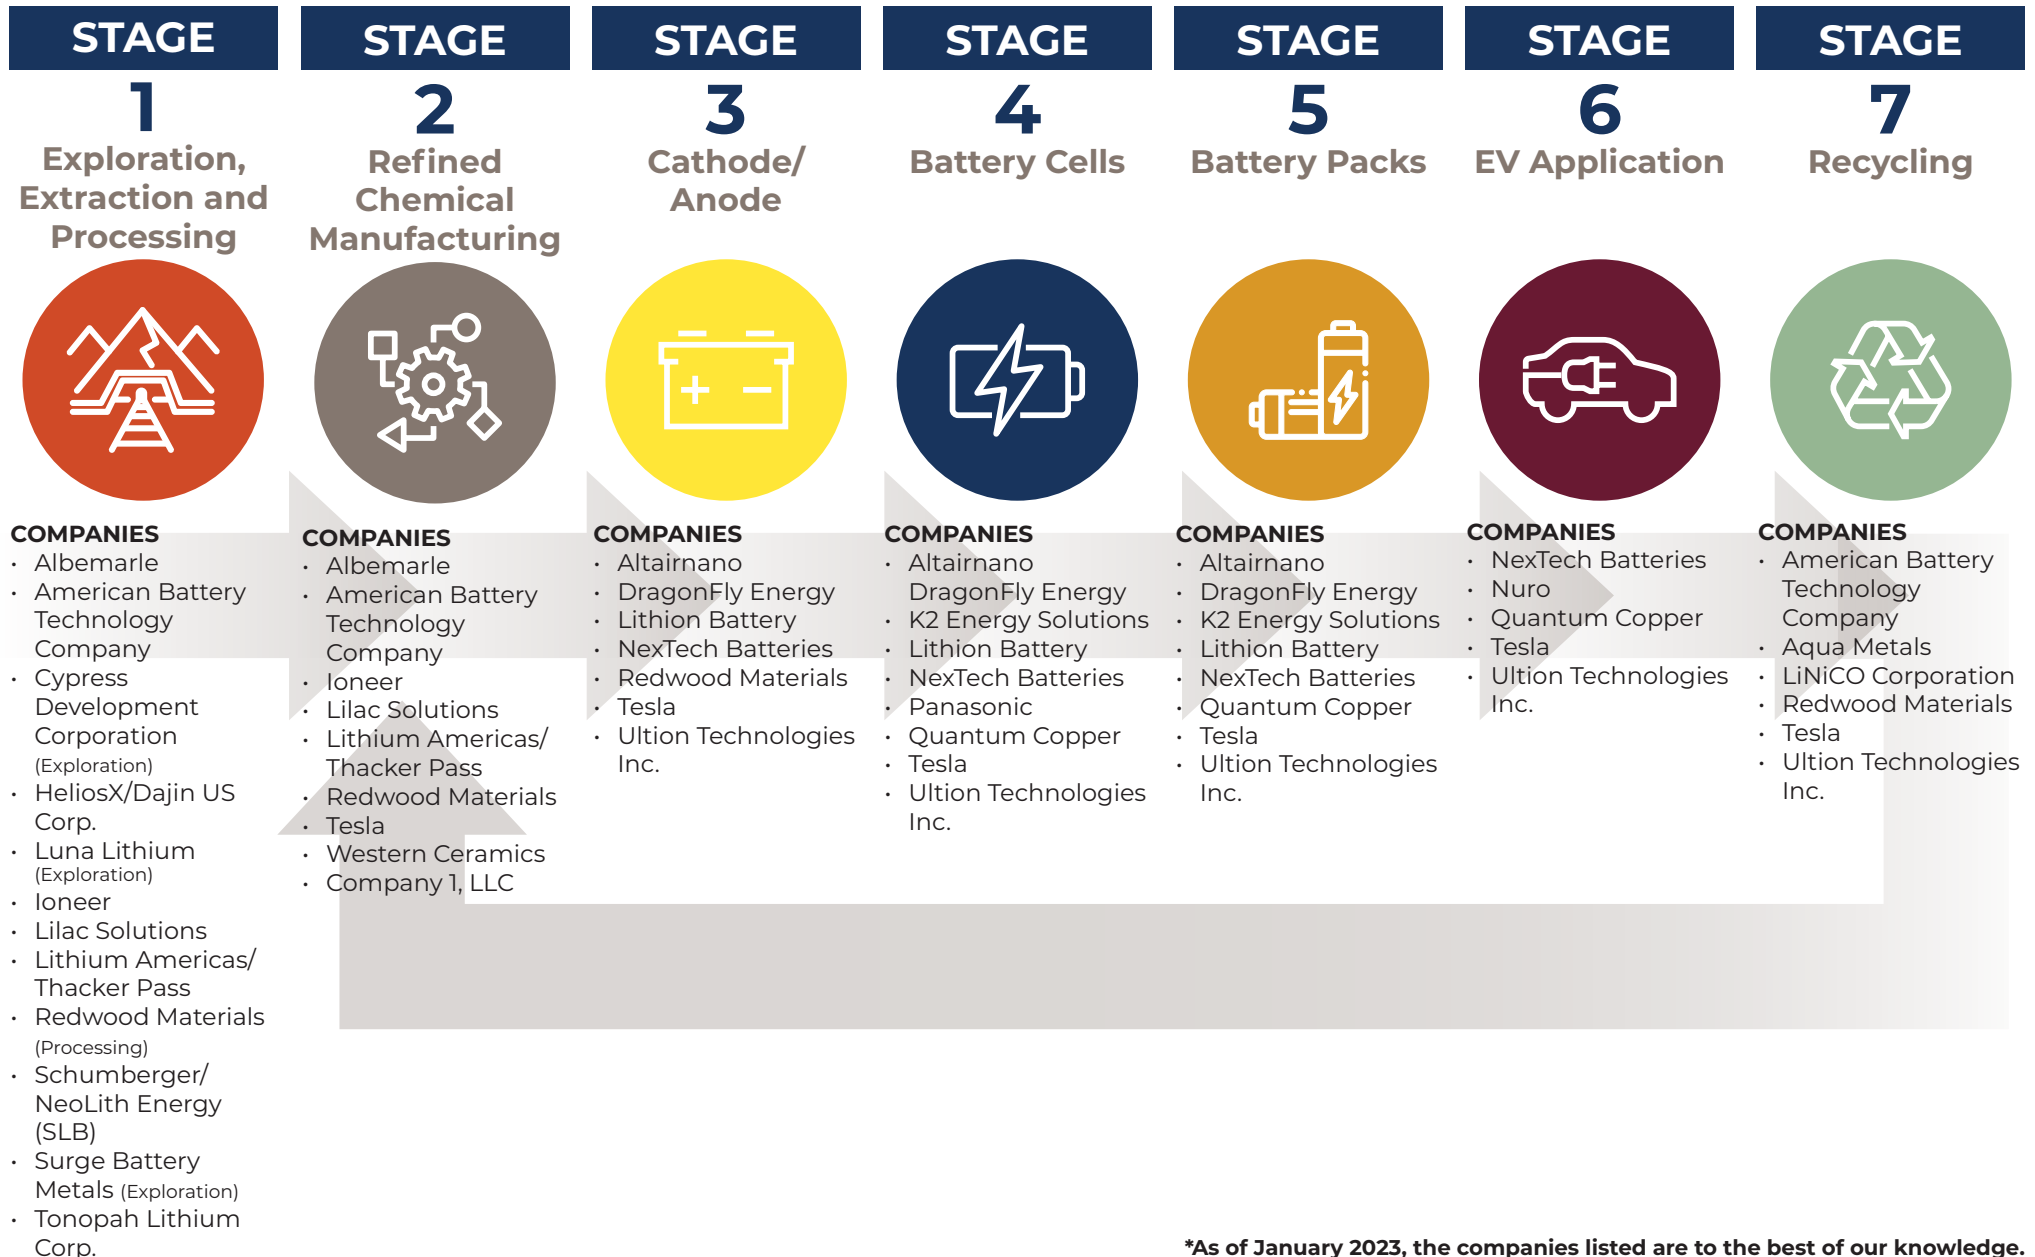 STAGE
1
Exploration,
Extraction and
Processing
COMPANIES
· Albemarle
· American Battery
Technology
Company
· Cypress
Development
Corporation
(Exploration)
· HeliosX/Dajin US
Corp.
· Luna Lithium
(Exploration)
· Ioneer
· Lilac Solutions
· Lithium Americas/
Thacker Pass
· Redwood Materials
(Processing)
· Schumberger/
NeoLith Energy
(SLB)
· Surge Battery
Metals (Exploration)
· Tonopah Lithium
Corp.
STAGE
2
Refined
Chemical
Manufacturing
COMPANIES
· Albemarle
· American Battery
Technology
Company
· Ioneer
· Lilac Solutions
· Lithium Americas/
Thacker Pass
· Redwood Materials
· Tesla
· Western Ceramics
· Company 1, LLC
STAGE
3
Cathode/
Anode
COMPANIES
· Altairnano
· DragonFly Energy
· Lithion Battery
· NexTech Batteries
· Redwood Materials
· Tesla
· Ultion Technologies
Inc.
STAGE
4
Battery Cells
COMPANIES
· Altairnano
DragonFly Energy
· K2 Energy Solutions
· Lithion Battery
· NexTech Batteries
· Panasonic
· Quantum Copper
· Tesla
· Ultion Technologies
Inc.
STAGE
5
Battery Packs
COMPANIES
· Altairnano
· DragonFly Energy
· K2 Energy Solutions
· Lithion Battery
· NexTech Batteries
· Quantum Copper
· Tesla
· Ultion Technologies
Inc.
STAGE
6
EV Application
COMPANIES
· NexTech Batteries
· Nuro
· Quantum Copper
· Tesla
· Ultion Technologies
Inc.
STAGE
7
Recycling
COMPANIES
· American Battery
Technology
Company
· Aqua Metals
· LiNiCO Corporation
· Redwood Materials
· Tesla
· Ultion Technologies
Inc.
*As of January 2023, the companies listed are to the best of our knowledge.